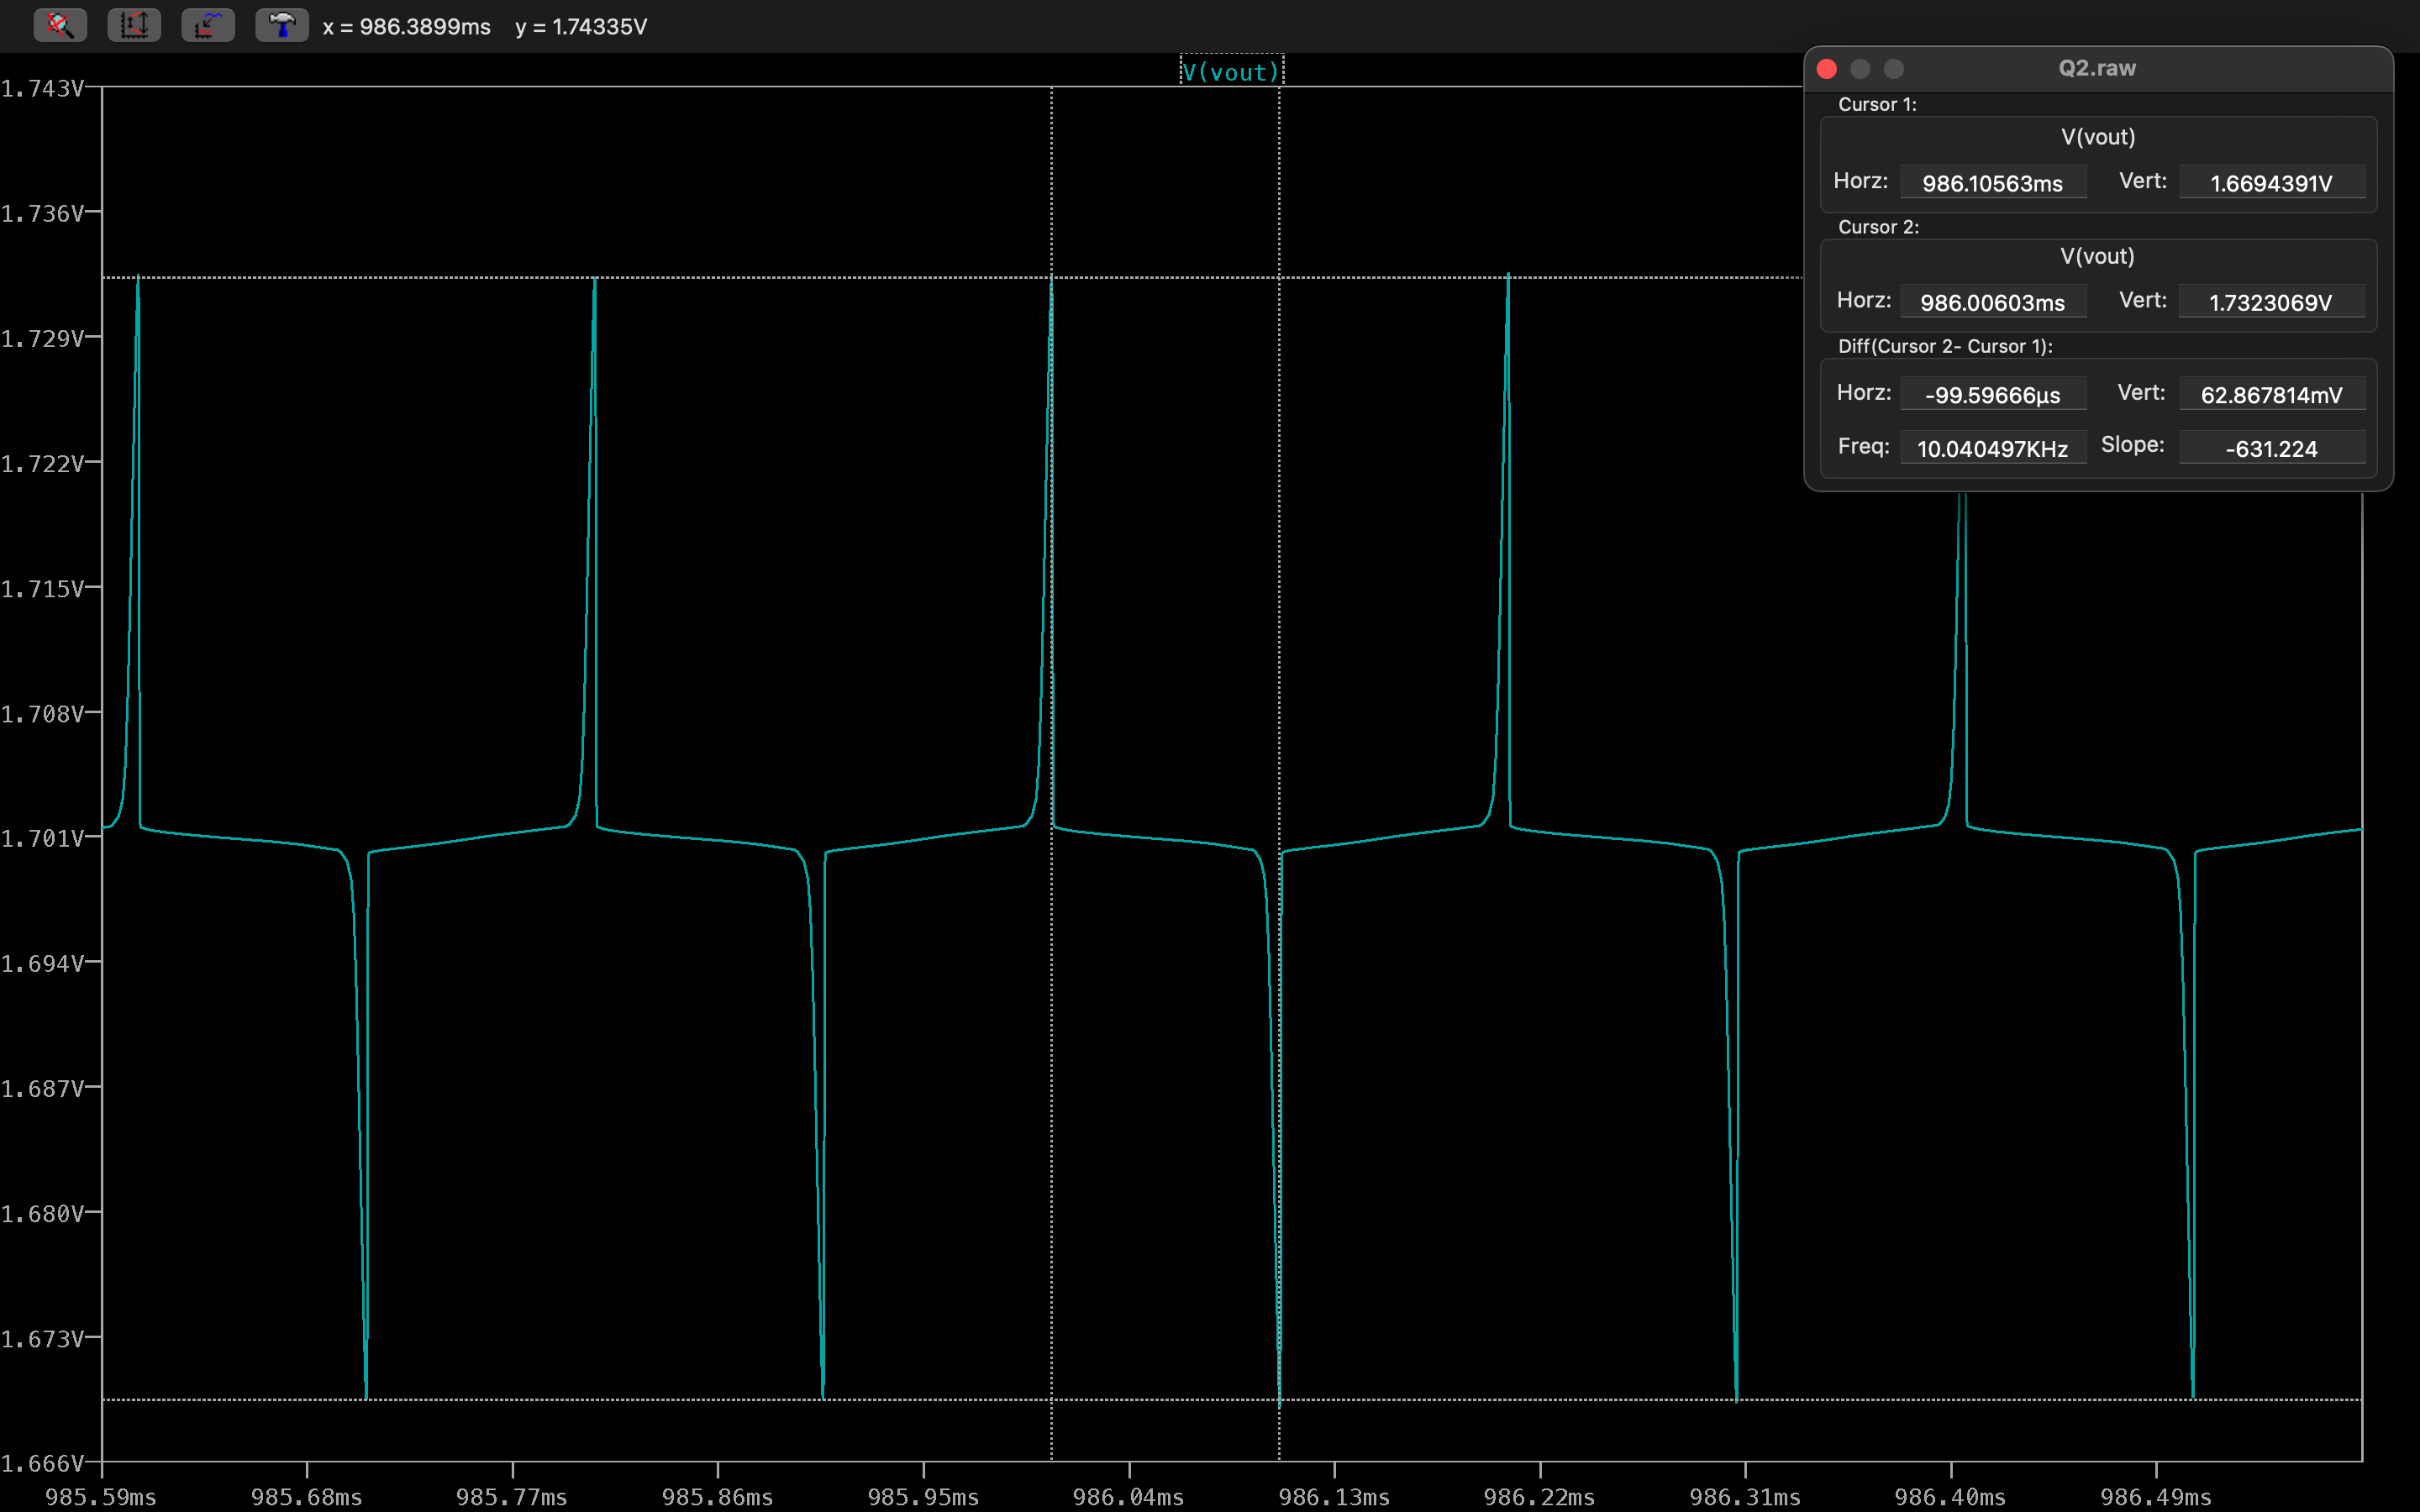 x = 986.3899ms y = 1.74335V
V(vout)
Q2.raw
Cursor 1:
V(vout)
Horz: 986.10563ms Vert: 1.6694391V
Cursor 2:
V(vout)
Horz: 986.00603ms Vert: 1.7323069V
Diff(Cursor 2- Cursor 1):
Horz: -99.59666µs Vert: 62.867814mV
Freq: 10.040497KHz Slope: -631.224
1.743V
1.736V
1.729V
1.722V
1.715V
1.708V
1.701V
1.694V
1.687V
1.680V
1.673V
1.666V
985.59ms 985.68ms 985.77ms 985.86ms 985.95ms 986.04ms 986.13ms 986.22ms 986.31ms 986.40ms 986.49ms